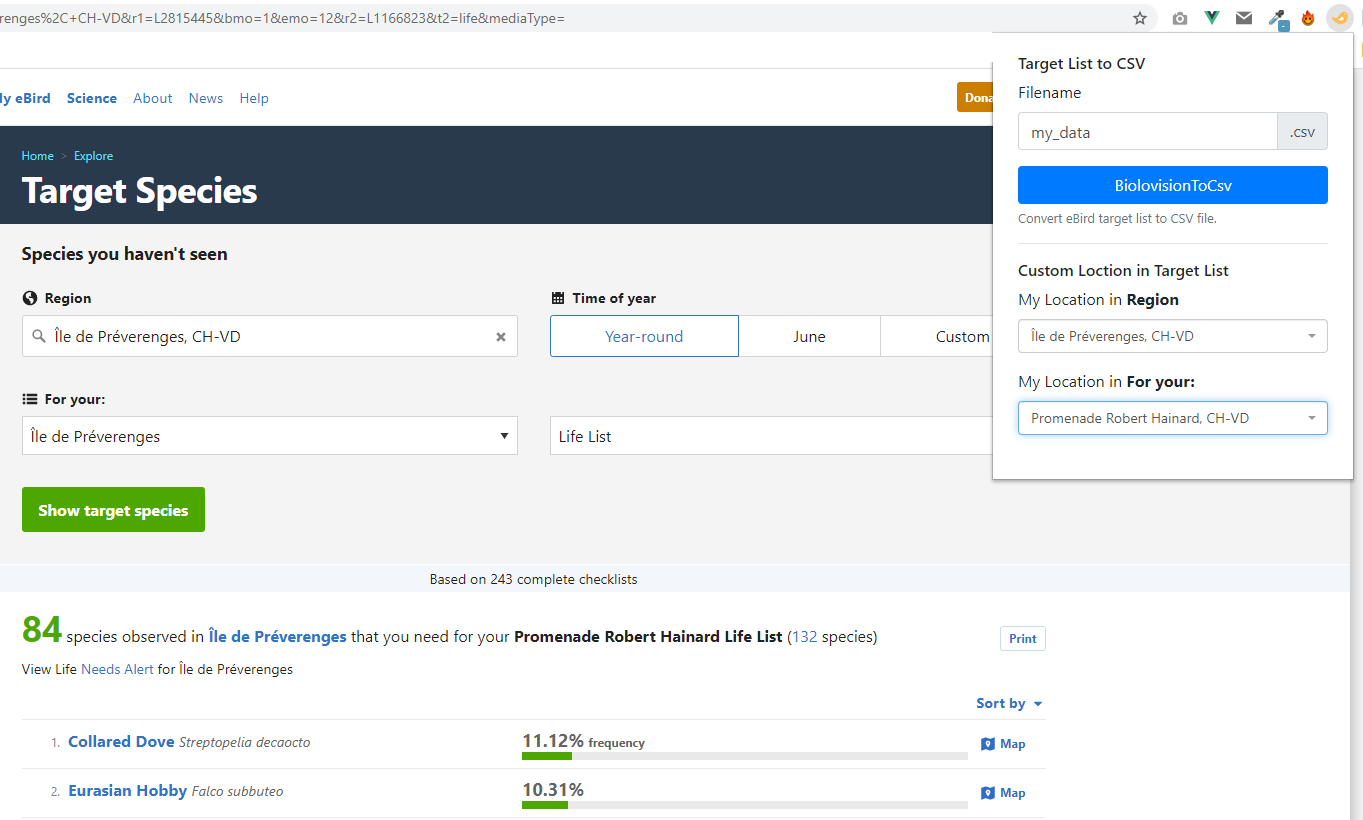 renges%2C+CH-VD&r1=L2815445&bmo=1&emo=12&r2=L1166823&t2=life&mediaType=
Target List to CSV
Filename
my_data .csv
BiolovisionToCsv
Convert eBird target list to CSV file.
Custom Loction in Target List
My Location in Region
Île de Préverenges, CH-VD
My Location in For your:
Promenade Robert Hainard, CH-VD
My eBird Science About News Help
Dona
Home > Explore
Target Species
Species you haven't seen
Region Time of year
Île de Préverenges, CH-VD Year-round June Custom
For your:
Île de Préverenges Life List
Show target species
Based on 243 complete checklists
84 species observed in Île de Préverenges that you need for your Promenade Robert Hainard Life List (132 species) Print
View Life Needs Alert for Île de Préverenges
Sort by
1. Collared Dove Streptopelia decaocto 11.12% frequency Map
2. Eurasian Hobby Falco subbuteo 10.31% Map